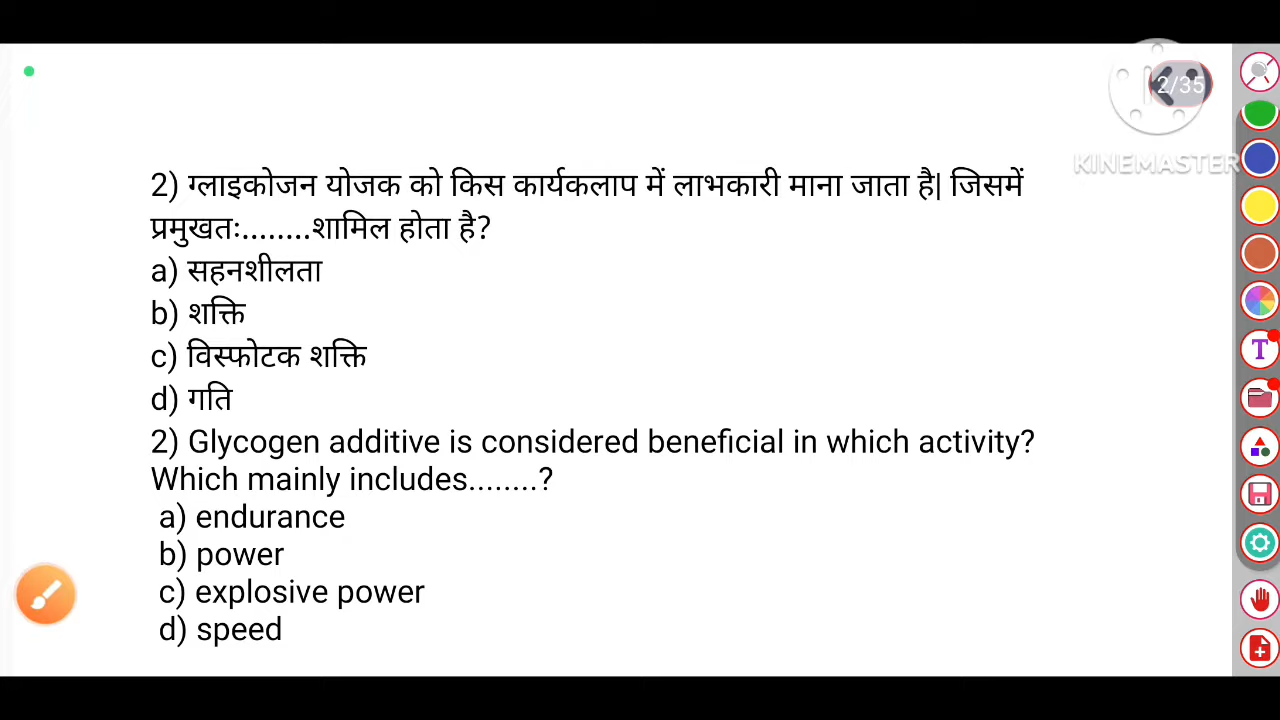 2/35
KINEMASTER
2) ग्लाइकोजन योजक को किस कार्यकलाप में लाभकारी माना जाता है| जिसमें
प्रमुखतः........शामिल होता है?
a) सहनशीलता
b) शक्ति
c) विस्फोटक शक्ति
d) गति
2) Glycogen additive is considered beneficial in which activity?
Which mainly includes........?
a) endurance
b) power
c) explosive power
d) speed
T